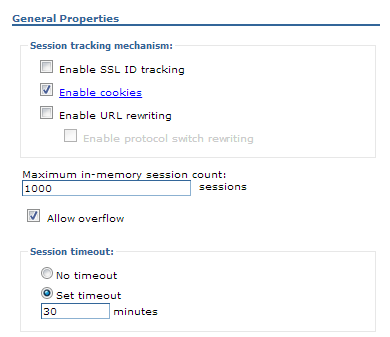 General Properties
Session tracking mechanism:
Enable SSL ID tracking
Enable cookies
Enable URL rewriting
Enable protocol switch rewriting
Maximum in-memory session count:
1000 sessions
Allow overflow
Session timeout:
No timeout
Set timeout
30 minutes